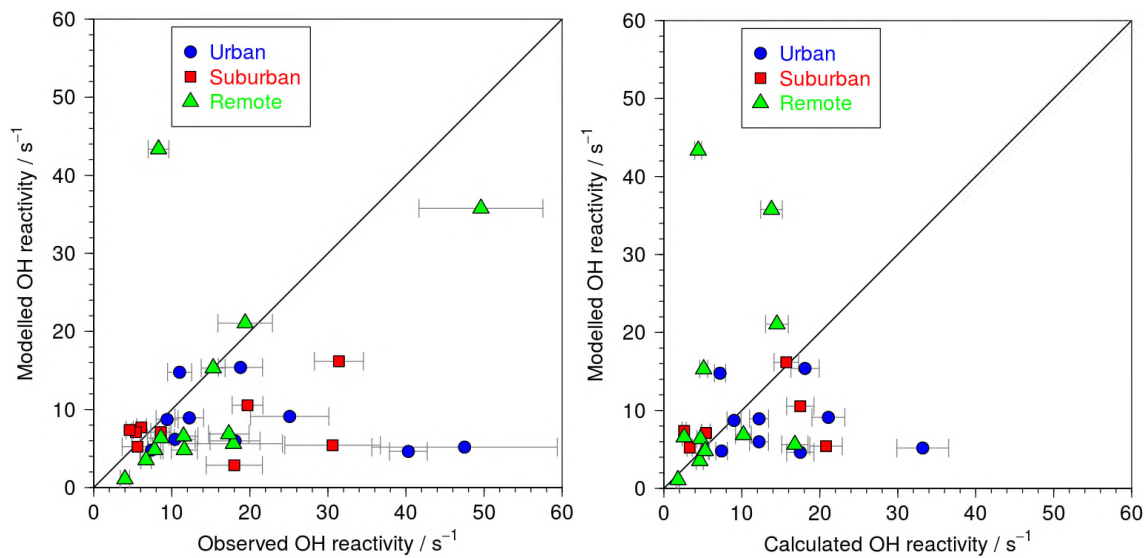 60
50
40
30
20
10
0
Modelled OH reactivity / s⁻¹
Urban
Suburban
Remote
0 10 20 30 40 50 60
Observed OH reactivity / s⁻¹
60
50
40
30
20
10
0
Modelled OH reactivity / s⁻¹
Urban
Suburban
Remote
0 10 20 30 40 50 60
Calculated OH reactivity / s⁻¹